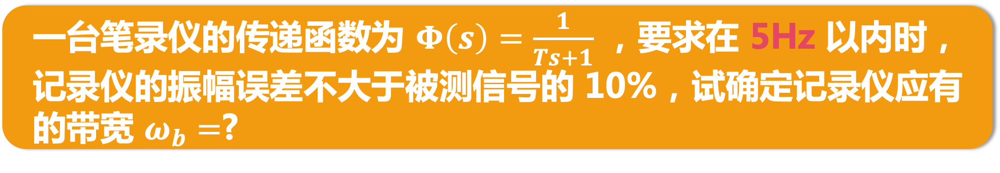 一台笔录仪的传递函数为 Φ(s) = 1/(Ts+1) ，要求在 5Hz 以内时，
记录仪的振幅误差不大于被测信号的 10%，试确定记录仪应有
的带宽 ω_b =?